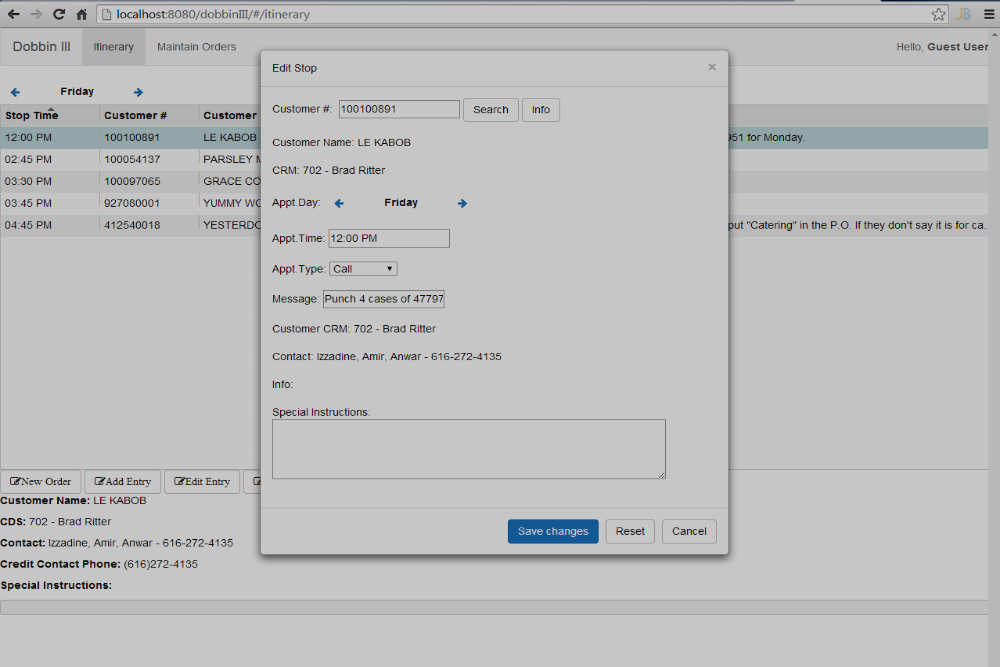 localhost:8080/dobbinIII/#/itinerary
JB
Dobbin III Itinerary Maintain Orders Hello, Guest User
Friday
Stop Time Customer # Customer
12:00 PM 100100891 LE KABOB 951 for Monday.
02:45 PM 100054137 PARSLEY
03:30 PM 100097065 GRACE CO
03:45 PM 927080001 YUMMY WO
04:45 PM 412540018 YESTERDO put "Catering" in the P.O. If they don't say it is for ca.
Edit Stop ×
Customer #: 100100891 Search Info
Customer Name: LE KABOB
CRM: 702 - Brad Ritter
Appt.Day: Friday
Appt.Time: 12:00 PM
Appt.Type: Call
Message: Punch 4 cases of 47797
Customer CRM: 702 - Brad Ritter
Contact: Izzadine, Amir, Anwar - 616-272-4135
Info:
Special Instructions:
Save changes Reset Cancel
New Order Add Entry Edit Entry
Customer Name: LE KABOB
CDS: 702 - Brad Ritter
Contact: Izzadine, Amir, Anwar - 616-272-4135
Credit Contact Phone: (616)272-4135
Special Instructions: